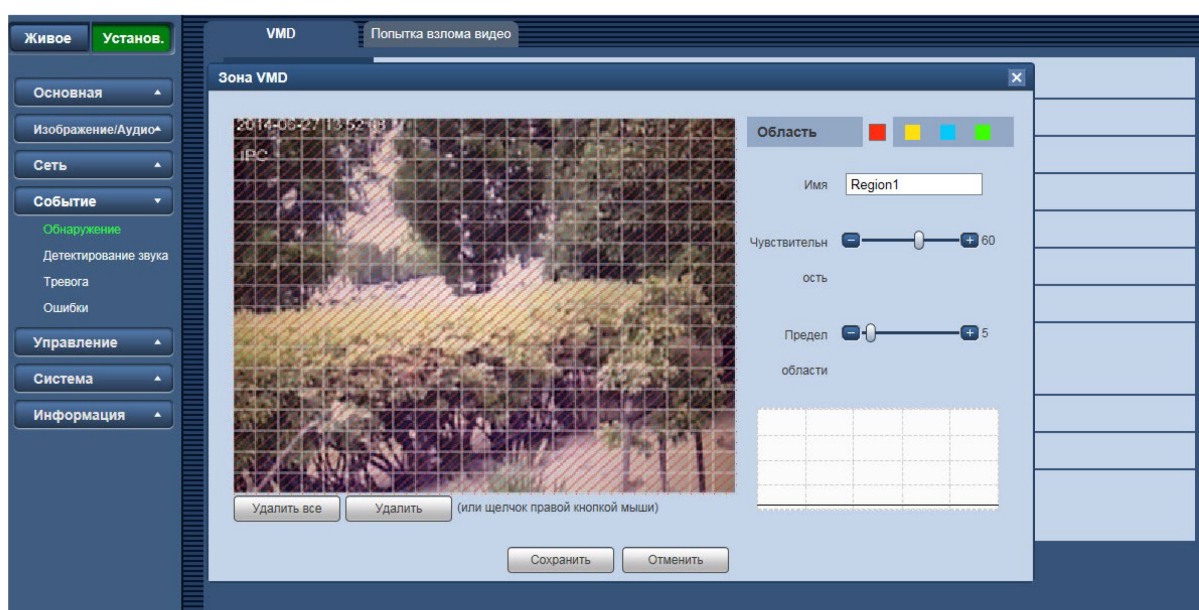 Живое Установ.
VMD Попытка взлома видео
Зона VMD
Основная
Изображение/Аудио
Сеть
Событие
Обнаружение
Детектирование звука
Тревога
Ошибки
Управление
Система
Информация
IPC
Область
Имя Region1
Чувствительн 60
ость
Предел 5
области
Удалить все Удалить (или щелчок правой кнопкой мыши)
Сохранить Отменить